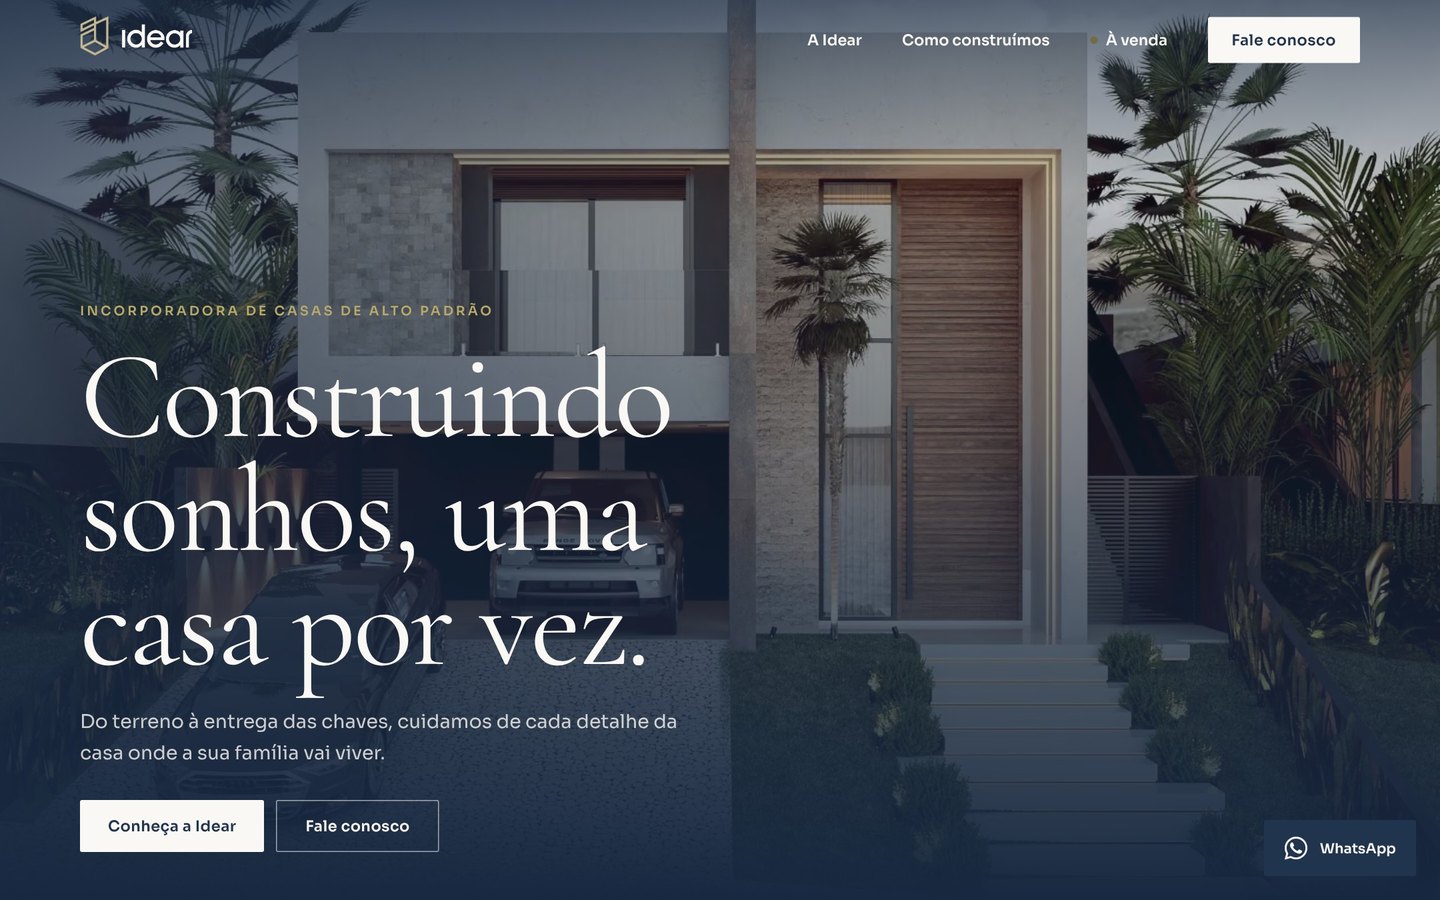 idear
A Idear
Como construímos
À venda
Fale conosco
INCORPORADORA DE CASAS DE ALTO PADRÃO
Construindo
sonhos, uma
casa por vez.
Do terreno à entrega das chaves, cuidamos de cada detalhe da
casa onde a sua família vai viver.
Conheça a Idear
Fale conosco
WhatsApp